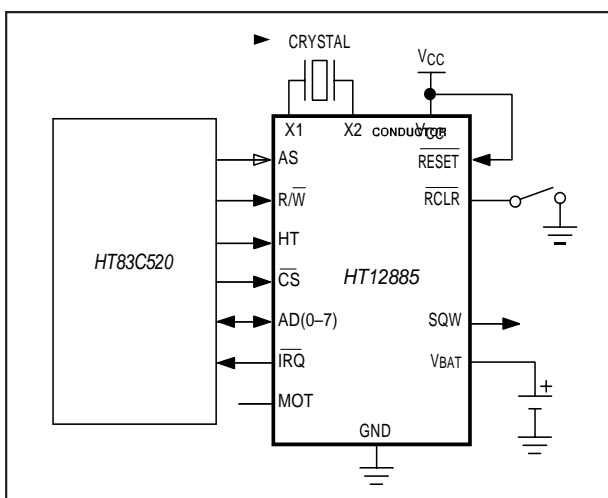 CRYSTAL
VCC
X1 X2 CONDUCTOR VCC
AS RESET
R/W RCLR
HT
HT83C520 HT12885
CS
AD(0–7) SQW
IRQ VBAT
+
MOT
GND